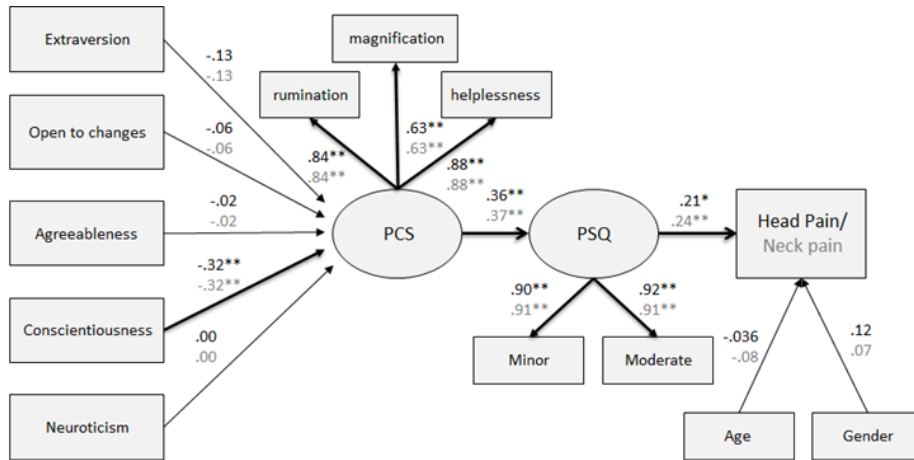 Extraversion
Open to changes
Agreeableness
Conscientiousness
Neuroticism
-.13
-.13
-.06
-.06
-.02
-.02
-.32**
-.32**
.00
.00
magnification
rumination
helplessness
.84**
.84**
.63**
.63**
.88**
.88**
PCS
.36**
.37**
PSQ
.90**
.91**
.92**
.91**
Minor
Moderate
.21*
.24**
Head Pain/
Neck pain
-.036
-.08
.12
.07
Age
Gender